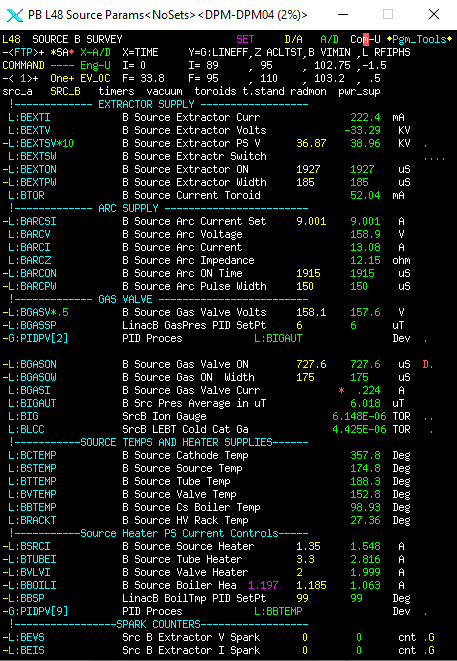 PB L48 Source Params<NoSets><DPM-DPM04 (2%)>
L48 SOURCE B SURVEY SET D/A A/D Com-U ◆Pgm_Tools◆
-<FTP>+ *SA◆ X-A/D X=TIME Y=G:LINEFF,Z ACLTST,B VIMIN ,L RFIPHS
COMMAND ---- Eng-U I= 0 I= 89 , 95 , 102.75 ,-1.5
-< 1>+ One+ EV_0C F= 33.8 F= 95 , 110 , 103.2 , .5
src_a SRC_B timers vacuum toroids t.stand radmon pwr_sup
!------------- EXTRACTOR SUPPLY ---------------------
L:BEXTI B Source Extractor Curr 222.4 mA
L:BEXTV B Source Extractor Volts -33.29 KV
-L:BEXTSV*10 B Source Extractor PS V 36.87 38.96 KV .
-L:BEXTSW B Source Extractr Switch ....
-L:BEXTON B Source Extractor ON 1927 1927 uS
-L:BEXTPW B Source Extractor Width 185 185 uS
L:BTOR B Source Current Toroid 52.04 mA
!------------- ARC SUPPLY ---------------------
-L:BARCSI B Source Arc Current Set 9.001 9.001 A
L:BARCV B Source Arc Voltage 158.9 V
L:BARCI B Source Arc Current 13.08 A
L:BARCZ B Source Arc Impedance 12.15 ohm
-L:BARCON B Source Arc ON Time 1915 1915 uS
-L:BARCPW B Source Arc Pulse Width 150 150 uS
!------------- GAS VALVE ---------------------
-L:BGASV*.5 B Source Gas Valve Volts 158.1 157.6 V
-L:BGASSP LinacB GasPres PID SetPt 6 6 uT
-G:PIDPV[2] PID Proces L:BIGAUT Dev .
-L:BGASON B Source Gas Valve ON 727.6 727.6 uS D.
-L:BGASOW B Source Gas ON Width 175 175 uS
L:BGASI B Source Gas Valve Curr * .224 A
L:BIGAUT B Src Pres Average in uT 6.018 uT
L:BIG SrcB Ion Gauge 6.148E-06 TOR ..
L:BLCC SrcB LEBT Cold Cat Ga 4.425E-06 TOR .
!------------SOURCE TEMPS AND HEATER SUPPLIES------
L:BCTEMP B Source Cathode Temp 357.8 Deg
L:BSTEMP B Source Source Temp 174.8 Deg
L:BTTEMP B Source Tube Temp 188.3 Deg
L:BVTEMP B Source Valve Temp 152.8 Deg
L:BBTEMP B Source Cs Boiler Temp 98.93 Deg
L:BRACKT B Source HV Rack Temp 27.36 Deg
!------------Source Heater PS Current Controls-----
-L:BSRCI B Source Source Heater 1.35 1.548 A
-L:BTUBEI B Source Tube Heater 3.3 2.816 A
-L:BVLVI B Source Valve Heater 2 1.999 A
-L:BBOILI B Source Boiler Hea 1.197 1.185 1.063 A
-L:BBSP LinacB BoilTmp PID SetPt 99 99 Deg
-G:PIDPV[9] PID Proces L:BBTEMP Dev .
!------------------SPARK COUNTERS------------------
-L:BEVS Src B Extractor V Spark 0 0 cnt .G
-L:BEIS Src B Extractor I Spark 0 0 cnt .G